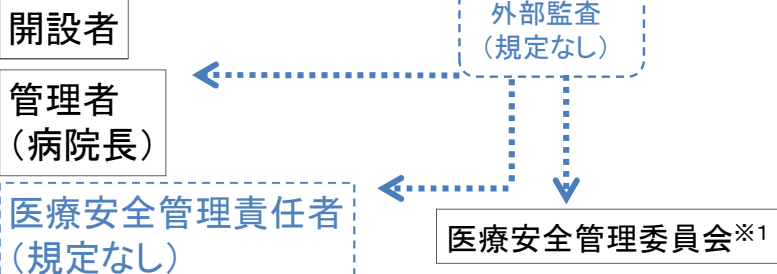 外部監査
（規定なし）
開設者
管理者
（病院長）
医療安全管理責任者
（規定なし）
医療安全管理委員会※1